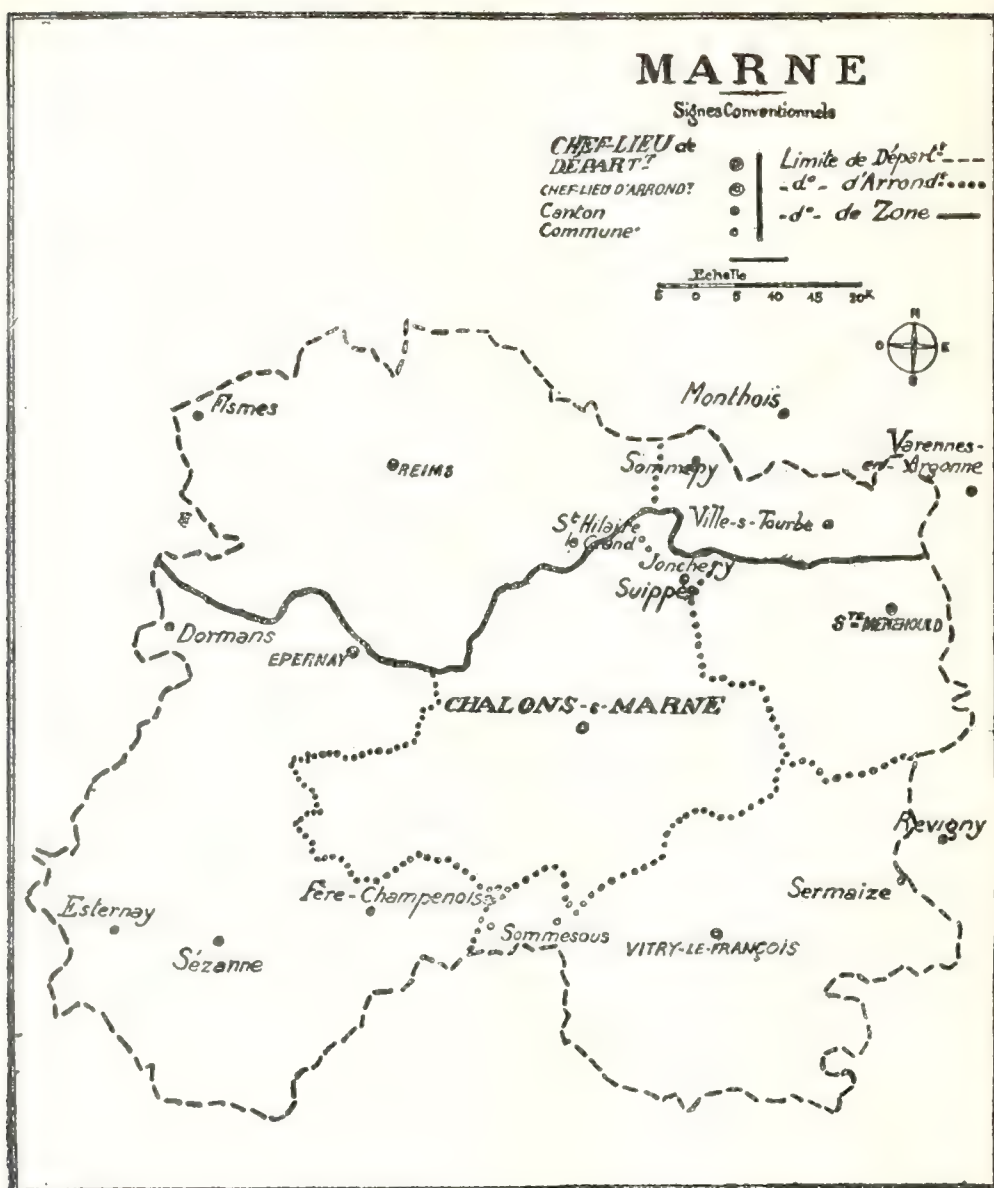 MARNE
Signes Conventionnels
CHEF-LIEU de
DÉPART.T
CHEF-LIEU D'ARROND.T
Canton
Commune
Limite de Départ.t
-d°- d'Arrond.t
-d°- de Zone
Echelle
5 0 5 10 15 20K
N
O E
S
Fismes
Monthois
Varennes-
en-Argonne
REIMS
Sommepy
St Hilaire
le Grand
Ville-s-Tourbe
Jonchery
Suippes
STE MENEHOULD
Dormans
EPERNAY
CHALONS-s-MARNE
Revigny
Sermaize
Fère-Champenoise
Esternay
Sommesous
VITRY-LE-FRANÇOIS
Sézanne